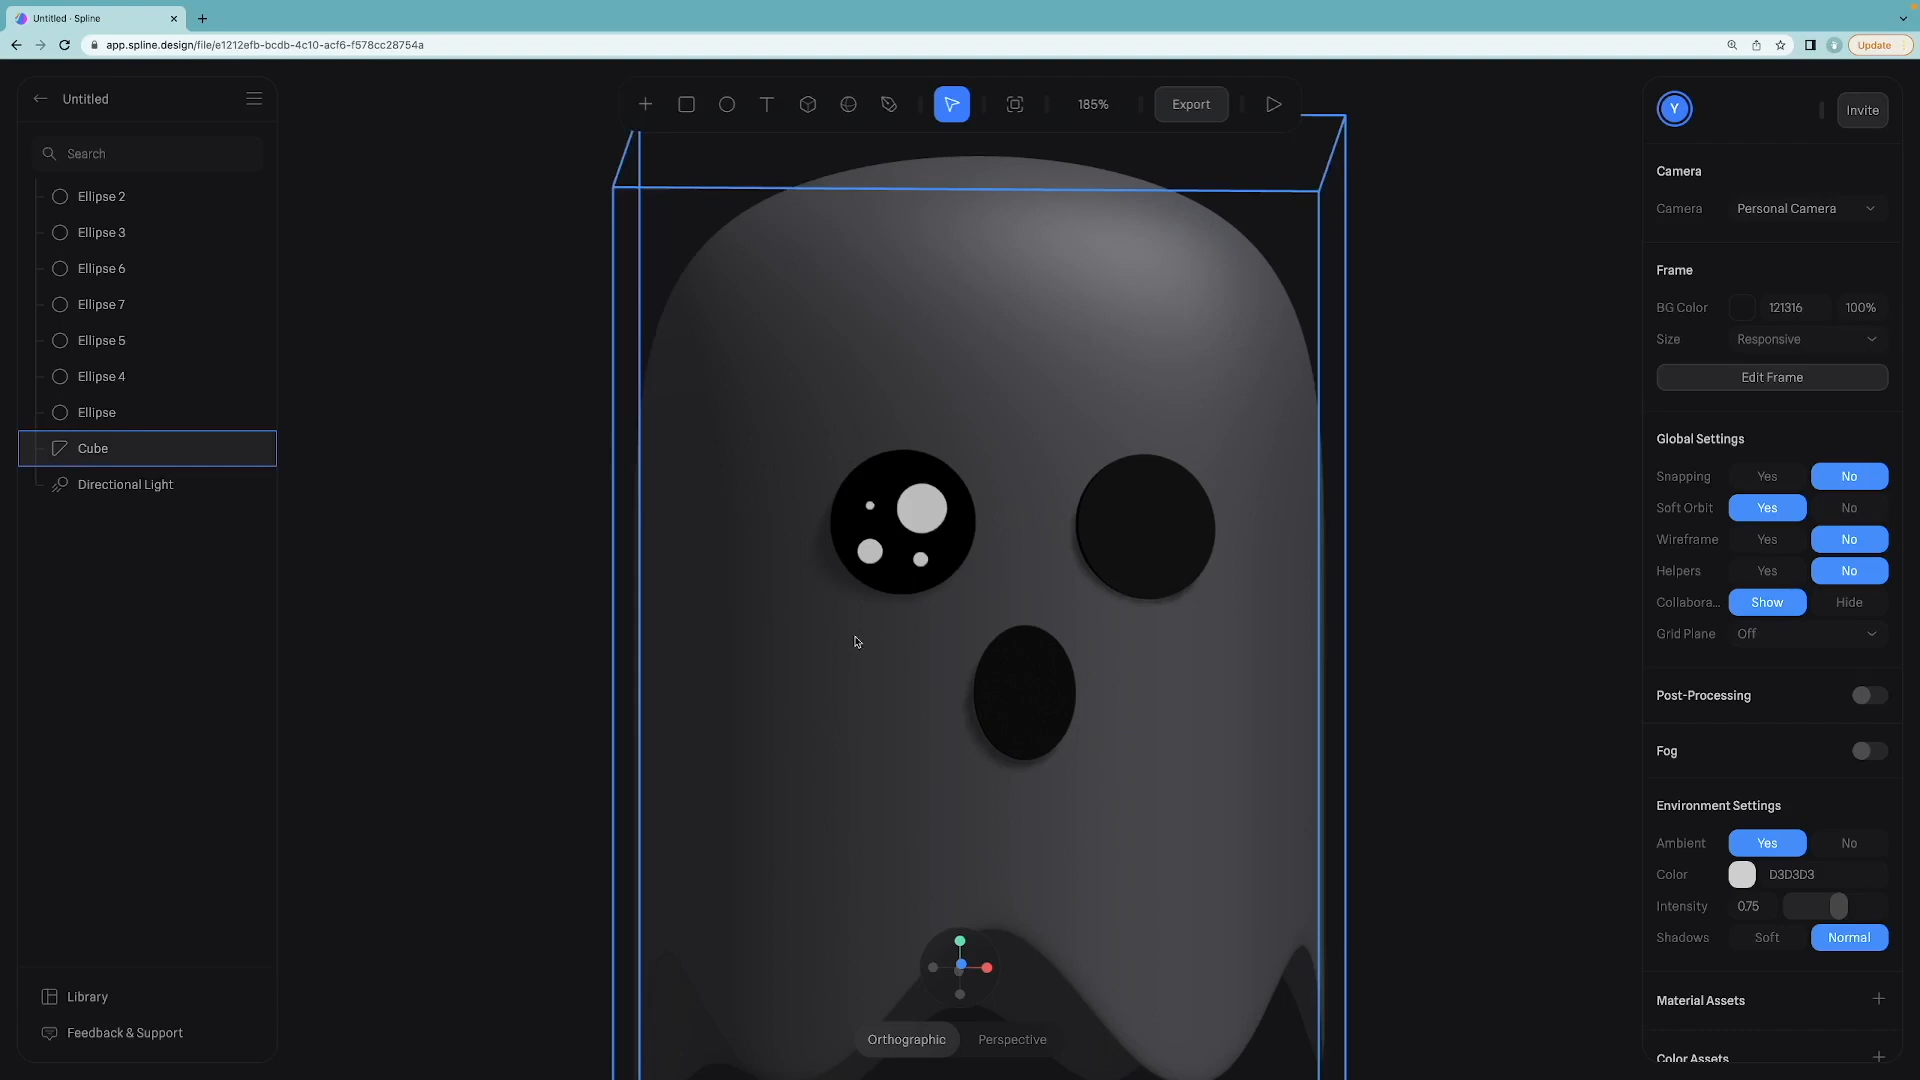 Untitled - Spline
app.spline.design/file/e1212efb-bcdb-4c10-acf6-f578cc28754a
Update
Untitled
185%
Export
Y
Invite
Search
Ellipse 2
Ellipse 3
Ellipse 6
Ellipse 7
Ellipse 5
Ellipse 4
Ellipse
Cube
Directional Light
Library
Feedback & Support
Orthographic
Perspective
Camera
Camera Personal Camera
Frame
BG Color 121316 100%
Size Responsive
Edit Frame
Global Settings
Snapping Yes No
Soft Orbit Yes No
Wireframe Yes No
Helpers Yes No
Collabora... Show Hide
Grid Plane Off
Post-Processing
Fog
Environment Settings
Ambient Yes No
Color D3D3D3
Intensity 0.75
Shadows Soft Normal
Material Assets
Color Assets